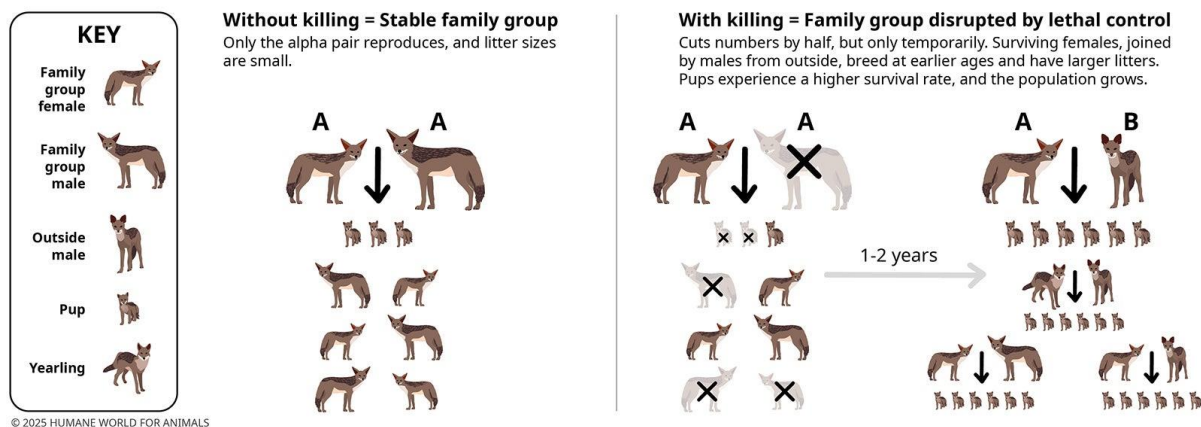 KEY
Family
group
female
Family
group
male
Outside
male
Pup
Yearling
© 2025 HUMANE WORLD FOR ANIMALS
Without killing = Stable family group
Only the alpha pair reproduces, and litter sizes
are small.
A A
With killing = Family group disrupted by lethal control
Cuts numbers by half, but only temporarily. Surviving females, joined
by males from outside, breed at earlier ages and have larger litters.
Pups experience a higher survival rate, and the population grows.
A A
1-2 years
A B